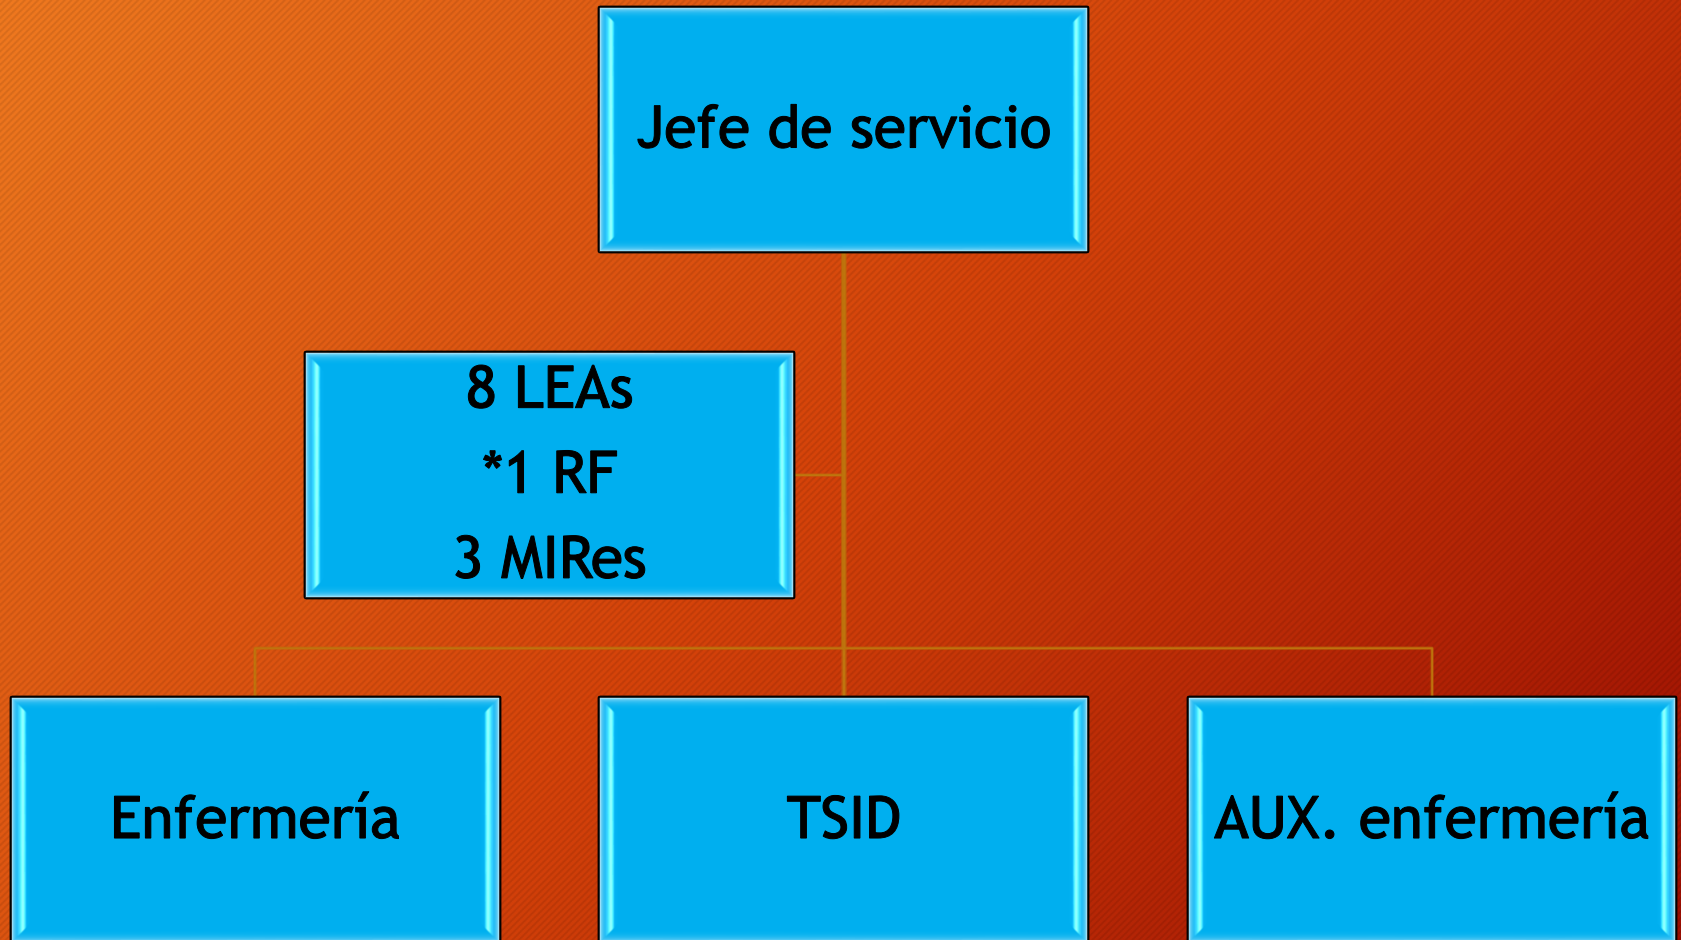 Jefe de servicio
8 LEAs
*1 RF
3 MIRes
Enfermería
TSID
AUX. enfermería